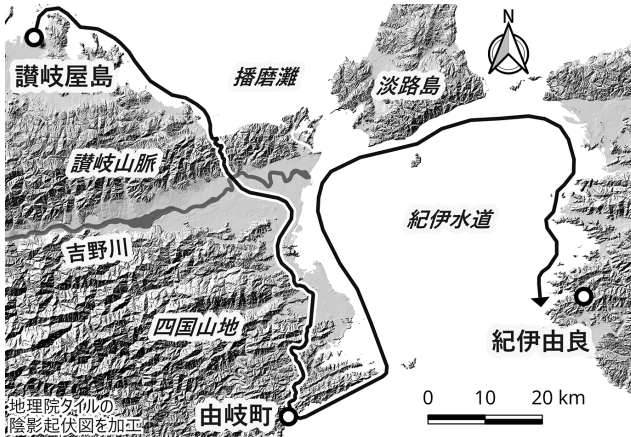 N
讃岐屋島
播磨灘
淡路島
讃岐山脈
紀伊水道
吉野川
四国山地
紀伊由良
由岐町
0 10 20 km
地理院タイルの
陰影起伏図を加工